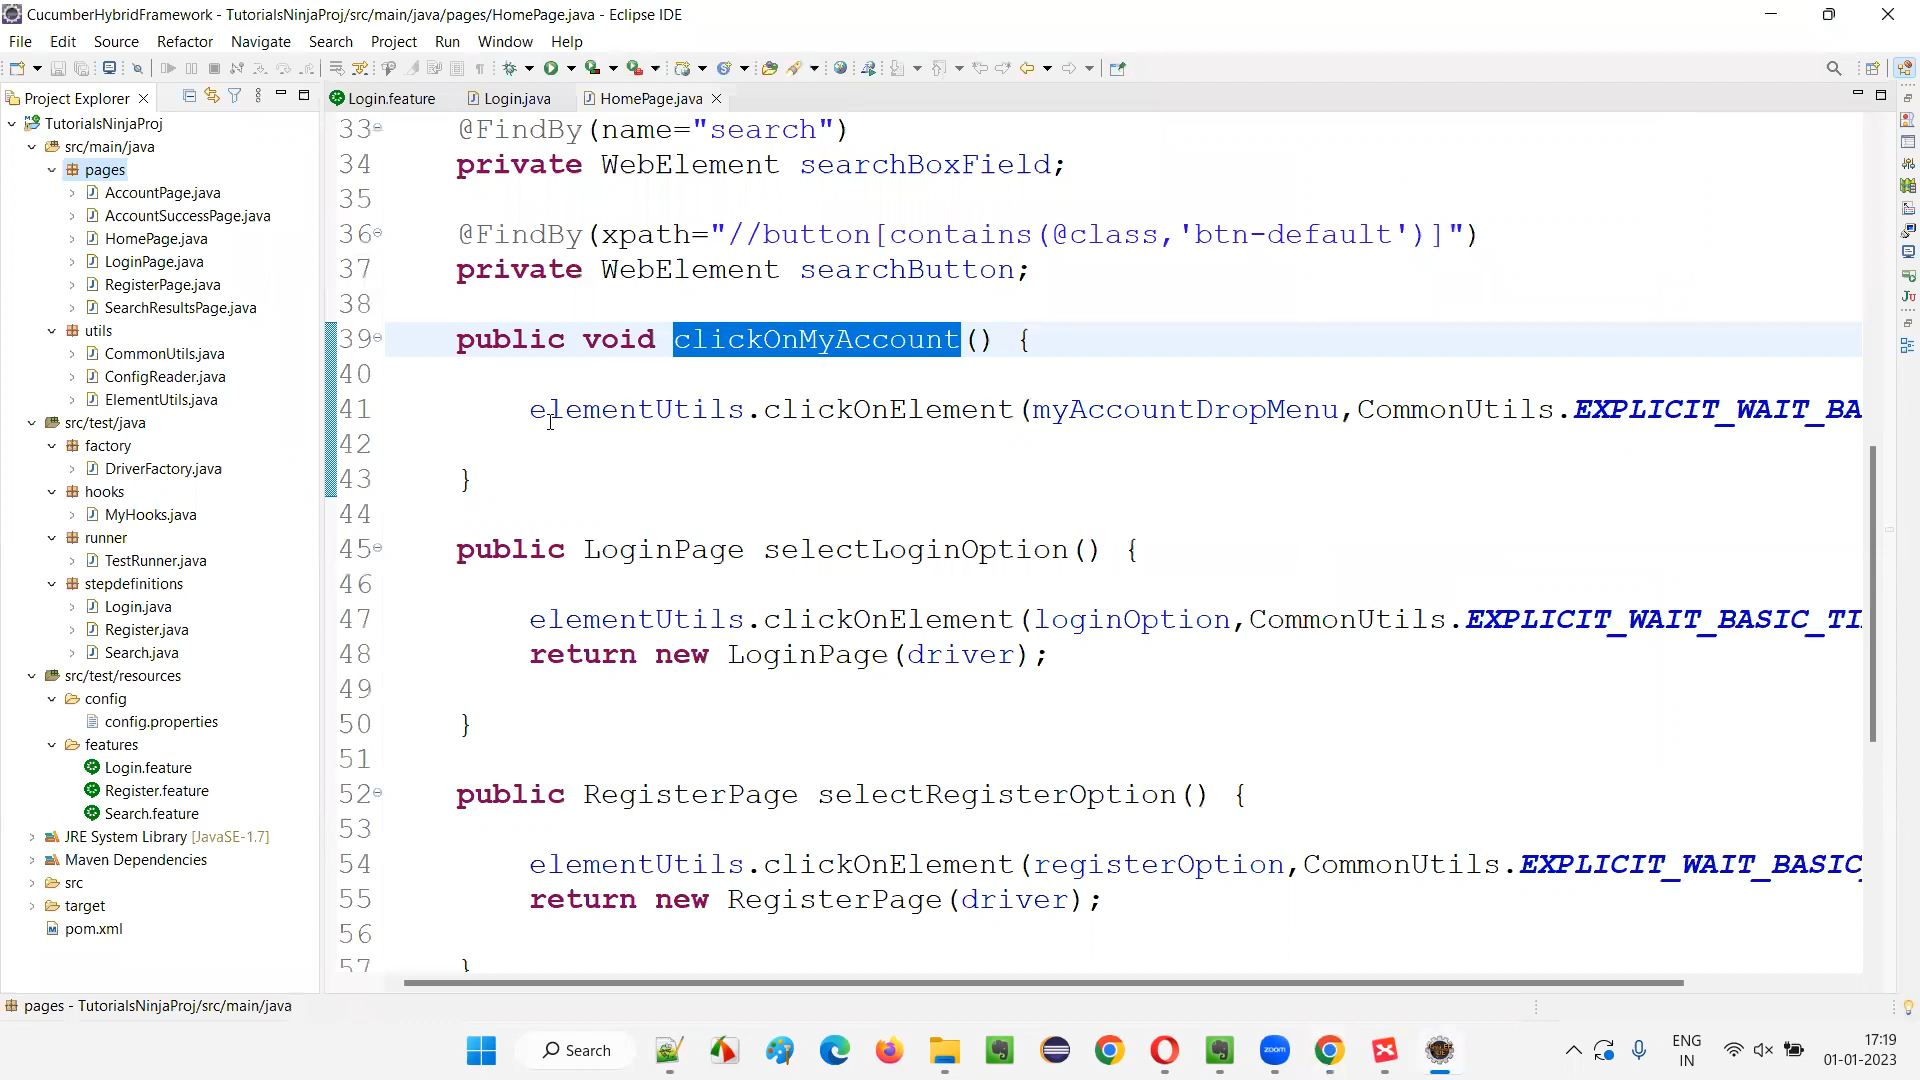 CucumberHybridFramework - TutorialsNinjaProj/src/main/java/pages/HomePage.java - Eclipse IDE
File Edit Source Refactor Navigate Search Project Run Window Help
Project Explorer
Login.feature Login.java HomePage.java
TutorialsNinjaProj
src/main/java
pages
AccountPage.java
AccountSuccessPage.java
HomePage.java
LoginPage.java
RegisterPage.java
SearchResultsPage.java
utils
CommonUtils.java
ConfigReader.java
ElementUtils.java
src/test/java
factory
DriverFactory.java
hooks
MyHooks.java
runner
TestRunner.java
stepdefinitions
Login.java
Register.java
Search.java
src/test/resources
config
config.properties
features
Login.feature
Register.feature
Search.feature
JRE System Library [JavaSE-1.7]
Maven Dependencies
src
target
pom.xml
33 @FindBy(name="search")
34 private WebElement searchBoxField;
35
36 @FindBy(xpath="//button[contains(@class,'btn-default')]")
37 private WebElement searchButton;
38
39 public void clickOnMyAccount() {
40
41 elementUtils.clickOnElement(myAccountDropMenu,CommonUtils.EXPLICIT_WAIT_BA
42
43 }
44
45 public LoginPage selectLoginOption() {
46
47 elementUtils.clickOnElement(loginOption,CommonUtils.EXPLICIT_WAIT_BASIC_TI
48 return new LoginPage(driver);
49
50 }
51
52 public RegisterPage selectRegisterOption() {
53
54 elementUtils.clickOnElement(registerOption,CommonUtils.EXPLICIT_WAIT_BASIC_
55 return new RegisterPage(driver);
56
57 }
pages - TutorialsNinjaProj/src/main/java
Search
zoom
ENG
IN
17:19
01-01-2023